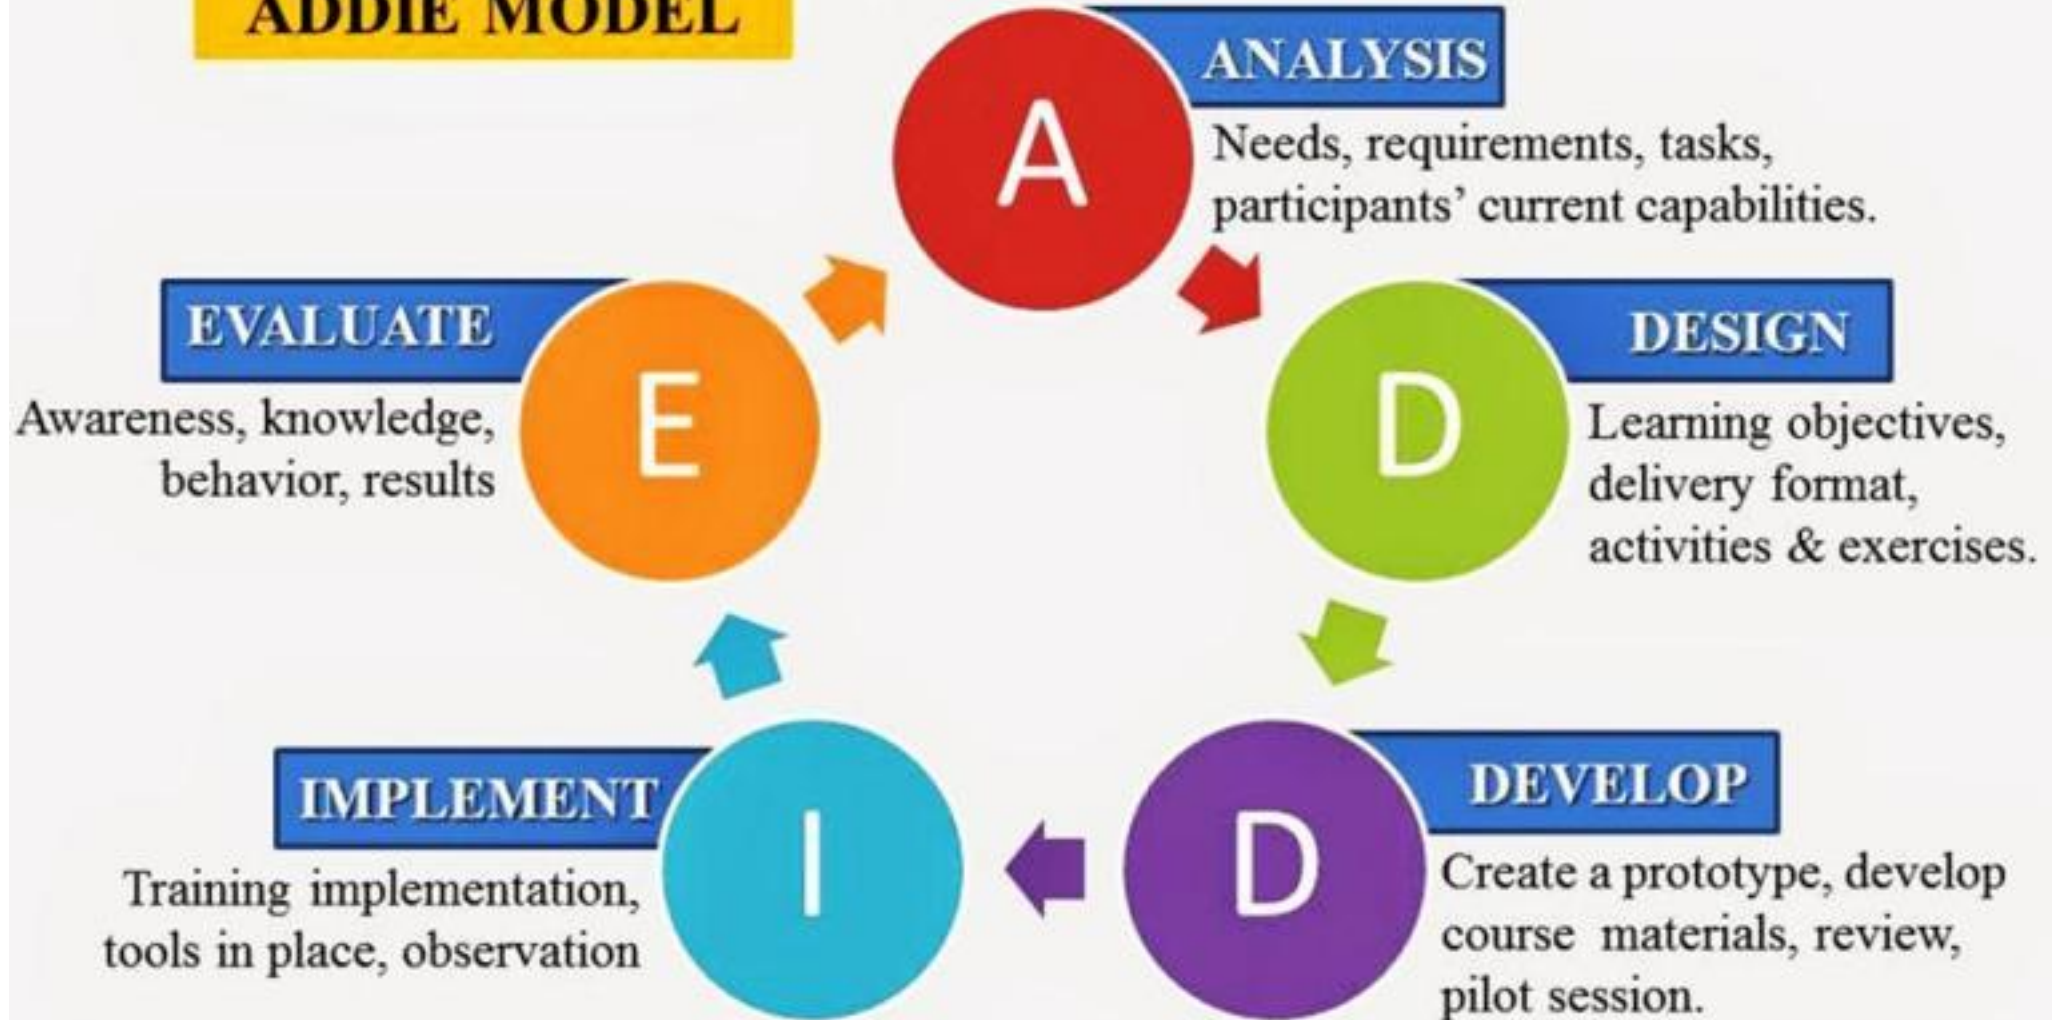 ADDIE MODEL
A
ANALYSIS
Needs, requirements, tasks,
participants’ current capabilities.
D
DESIGN
Learning objectives,
delivery format,
activities & exercises.
D
DEVELOP
Create a prototype, develop
course materials, review,
pilot session.
I
IMPLEMENT
Training implementation,
tools in place, observation
E
EVALUATE
Awareness, knowledge,
behavior, results